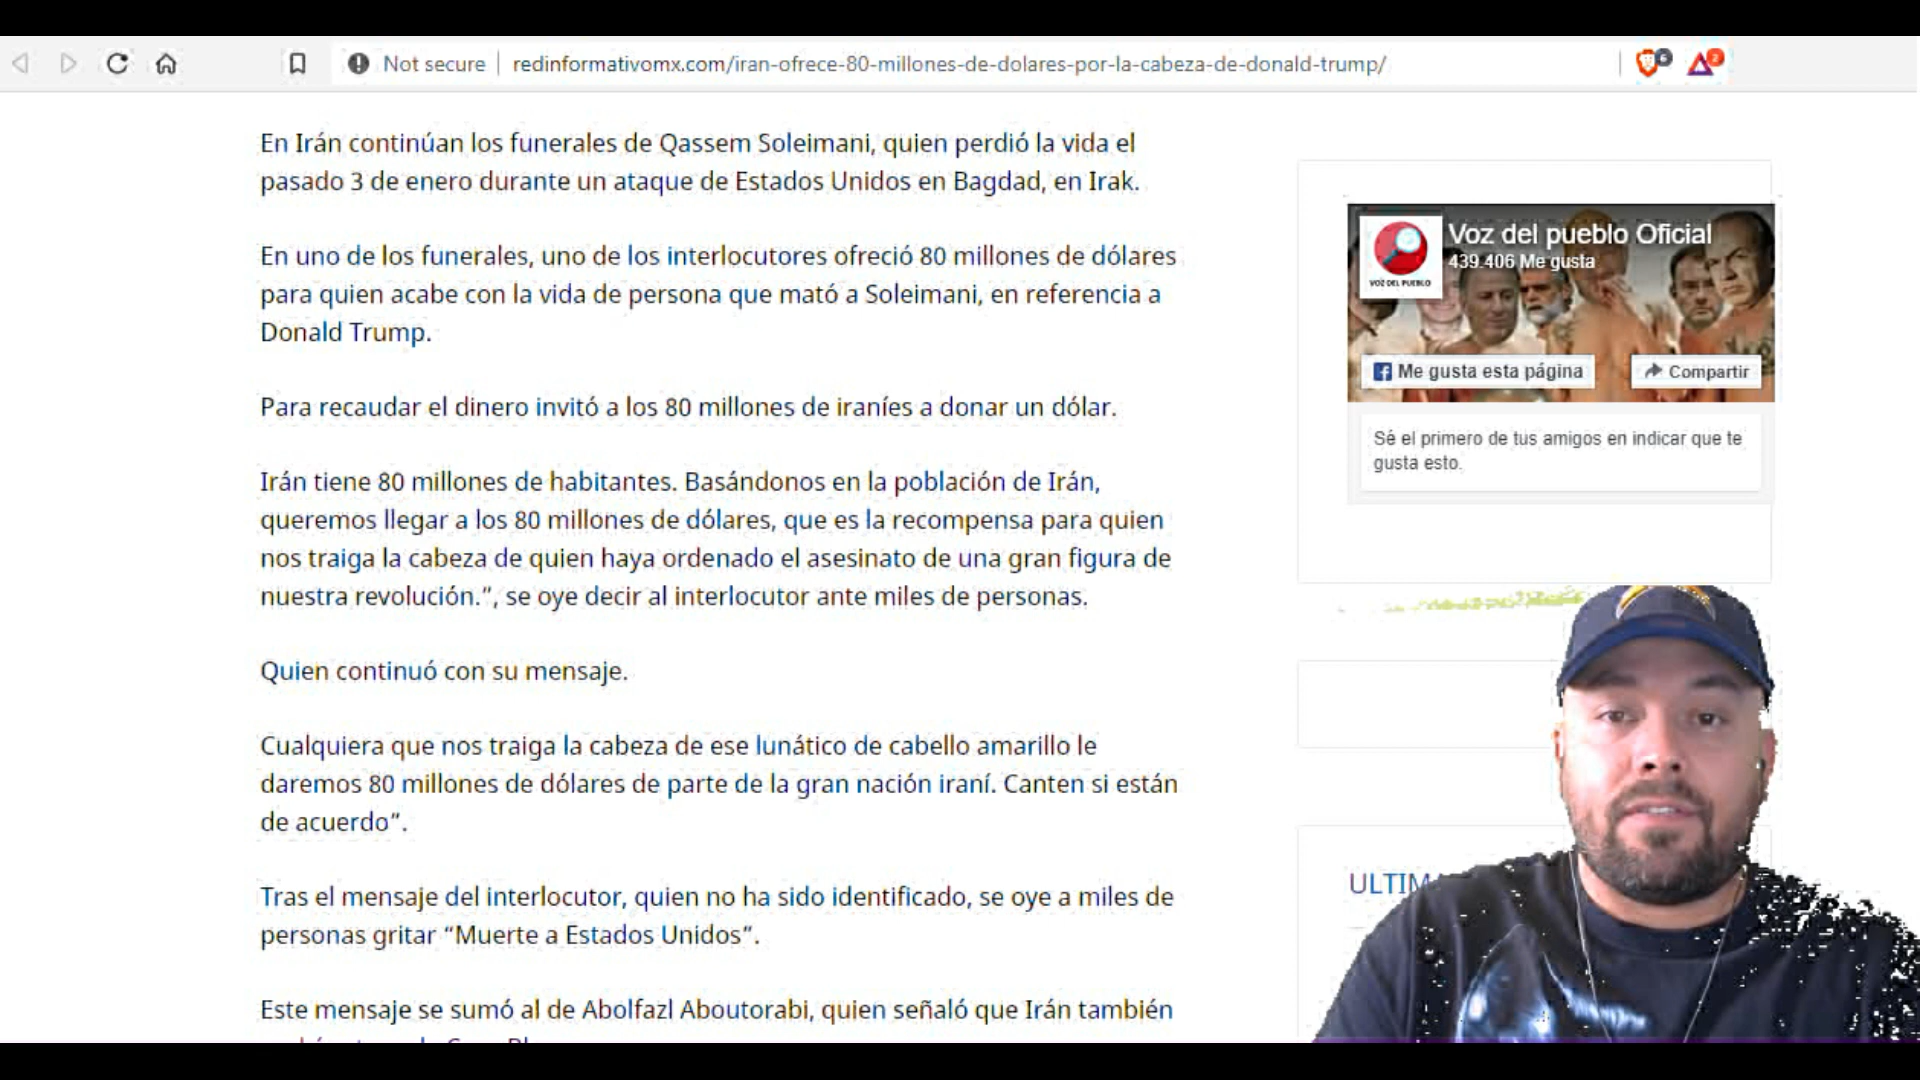 Not secure
redinformativomx.com/iran-ofrece-80-millones-de-dolares-por-la-cabeza-de-donald-trump/
6
2
En Irán continúan los funerales de Qassem Soleimani, quien perdió la vida el
pasado 3 de enero durante un ataque de Estados Unidos en Bagdad, en Irak.
En uno de los funerales, uno de los interlocutores ofreció 80 millones de dólares
para quien acabe con la vida de persona que mató a Soleimani, en referencia a
Donald Trump.
Para recaudar el dinero invitó a los 80 millones de iraníes a donar un dólar.
Irán tiene 80 millones de habitantes. Basándonos en la población de Irán,
queremos llegar a los 80 millones de dólares, que es la recompensa para quien
nos traiga la cabeza de quien haya ordenado el asesinato de una gran figura de
nuestra revolución.”, se oye decir al interlocutor ante miles de personas.
Quien continuó con su mensaje.
Cualquiera que nos traiga la cabeza de ese lunático de cabello amarillo le
daremos 80 millones de dólares de parte de la gran nación iraní. Canten si están
de acuerdo”.
Tras el mensaje del interlocutor, quien no ha sido identificado, se oye a miles de
personas gritar “Muerte a Estados Unidos”.
Este mensaje se sumó al de Abolfazl Aboutorabi, quien señaló que Irán también
Voz del pueblo Oficial
439.406 Me gusta
VOZ DEL PUEBLO
Me gusta esta página
Compartir
Sé el primero de tus amigos en indicar que te
gusta esto.